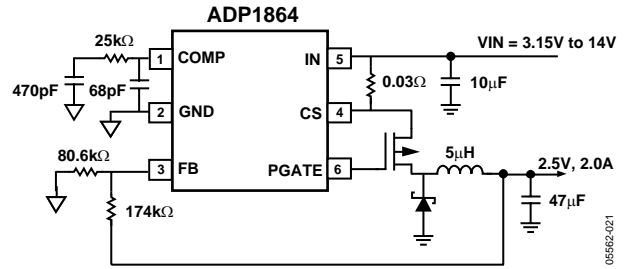 ADP1864
25kΩ
470pF
68pF
1
COMP
2
GND
80.6kΩ
3
FB
174kΩ
IN
5
VIN = 3.15V to 14V
0.03Ω
10μF
CS
4
PGATE
6
5μH
2.5V, 2.0A
47μF
05562-021